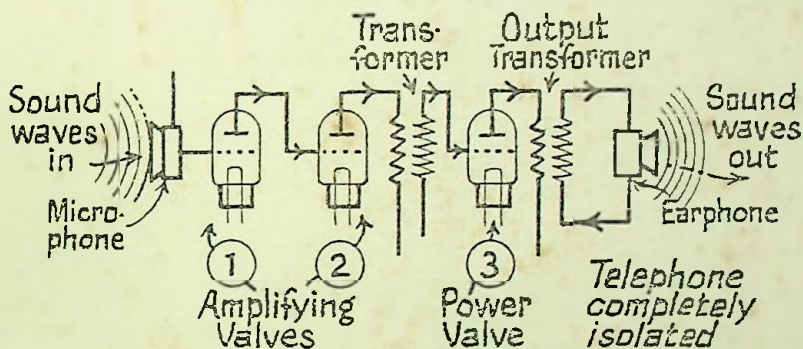 Trans-
former
Output
Transformer
Sound
waves
in
Sound
waves
out
Micro-
phone
Earphone
1
2
3
Amplifying
Valves
Power
Valve
Telephone
completely
isolated